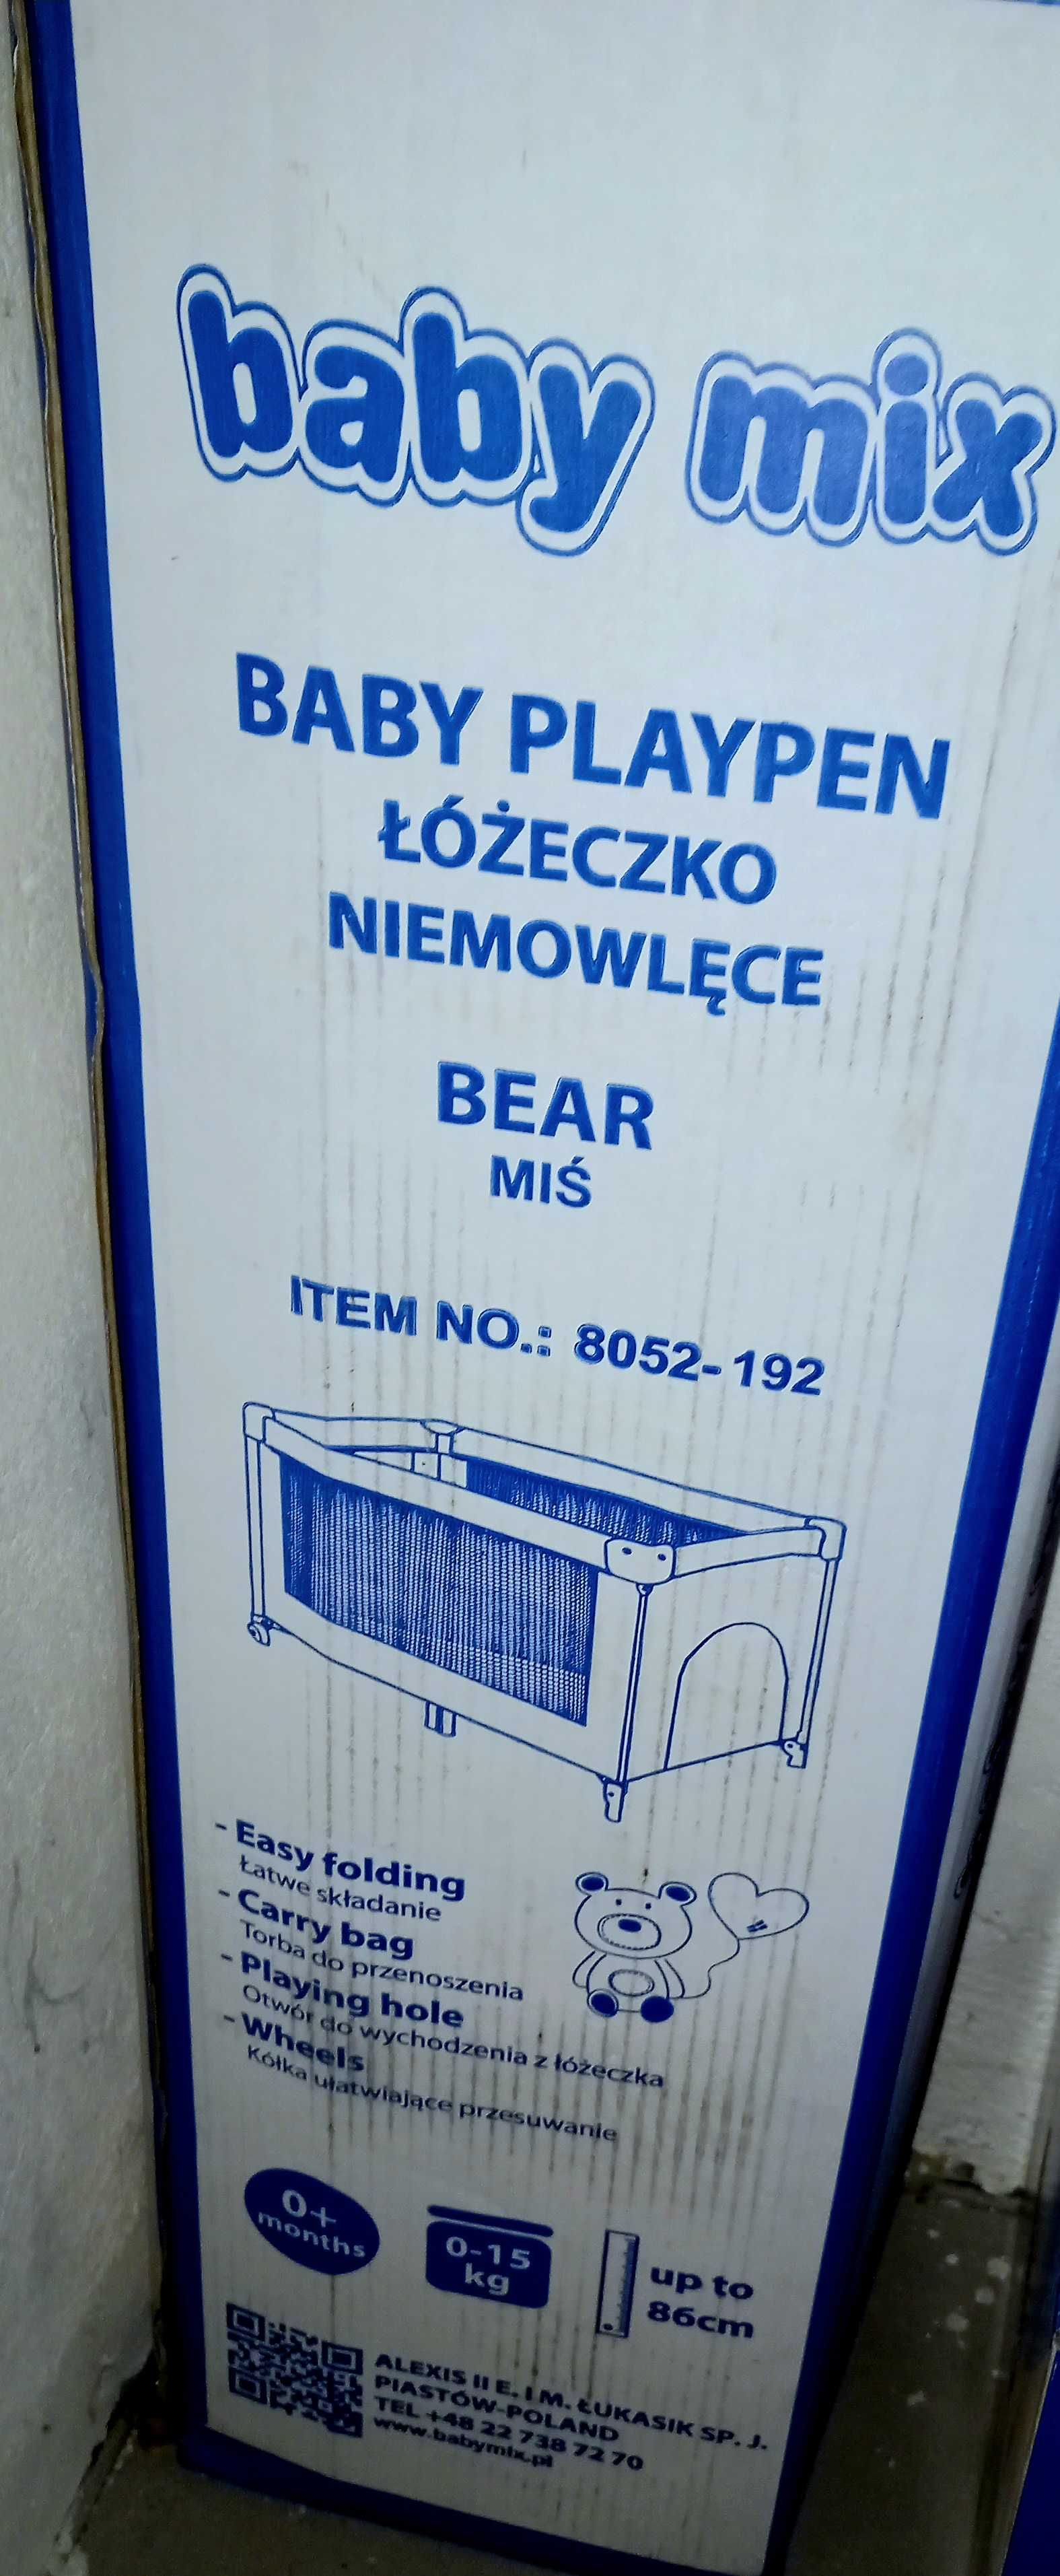 baby mix
BABY PLAYPEN
ŁÓŻECZKO
NIEMOWLĘCE
BEAR
MIŚ
ITEM NO.: 8052-192
- Easy folding
Łatwe składanie
- Carry bag
Torba do przenoszenia
- Playing hole
Otwór do wychodzenia z łóżeczka
- Wheels
Kółka ułatwiające przesuwanie
0+
months
0-15
kg
up to
86cm
ALEXIS II E. I M. ŁUKASIK SP. J.
PIASTÓW-POLAND
TEL +48 22 738 72 70
www.babymix.pl